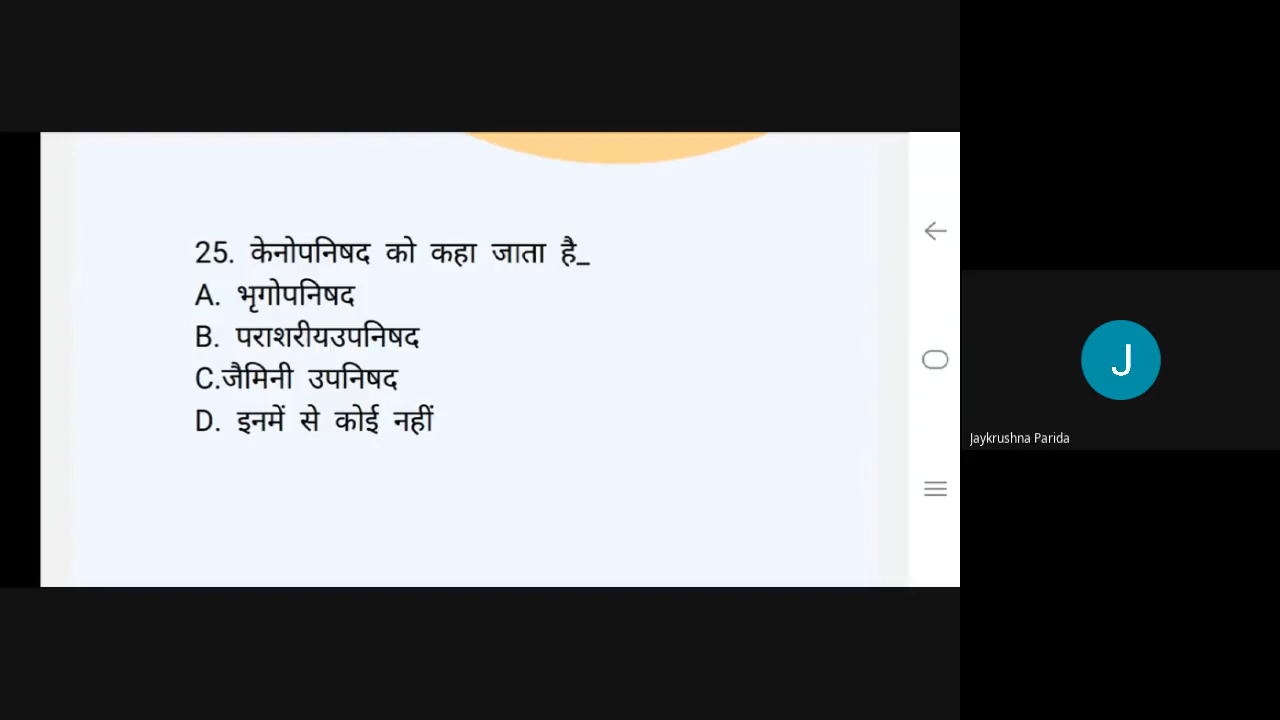 25. केनोपनिषद को कहा जाता है_
A. भृगोपनिषद
B. पराशरीयउपनिषद
C.जैमिनी उपनिषद
D. इनमें से कोई नहीं
J
Jaykrushna Parida